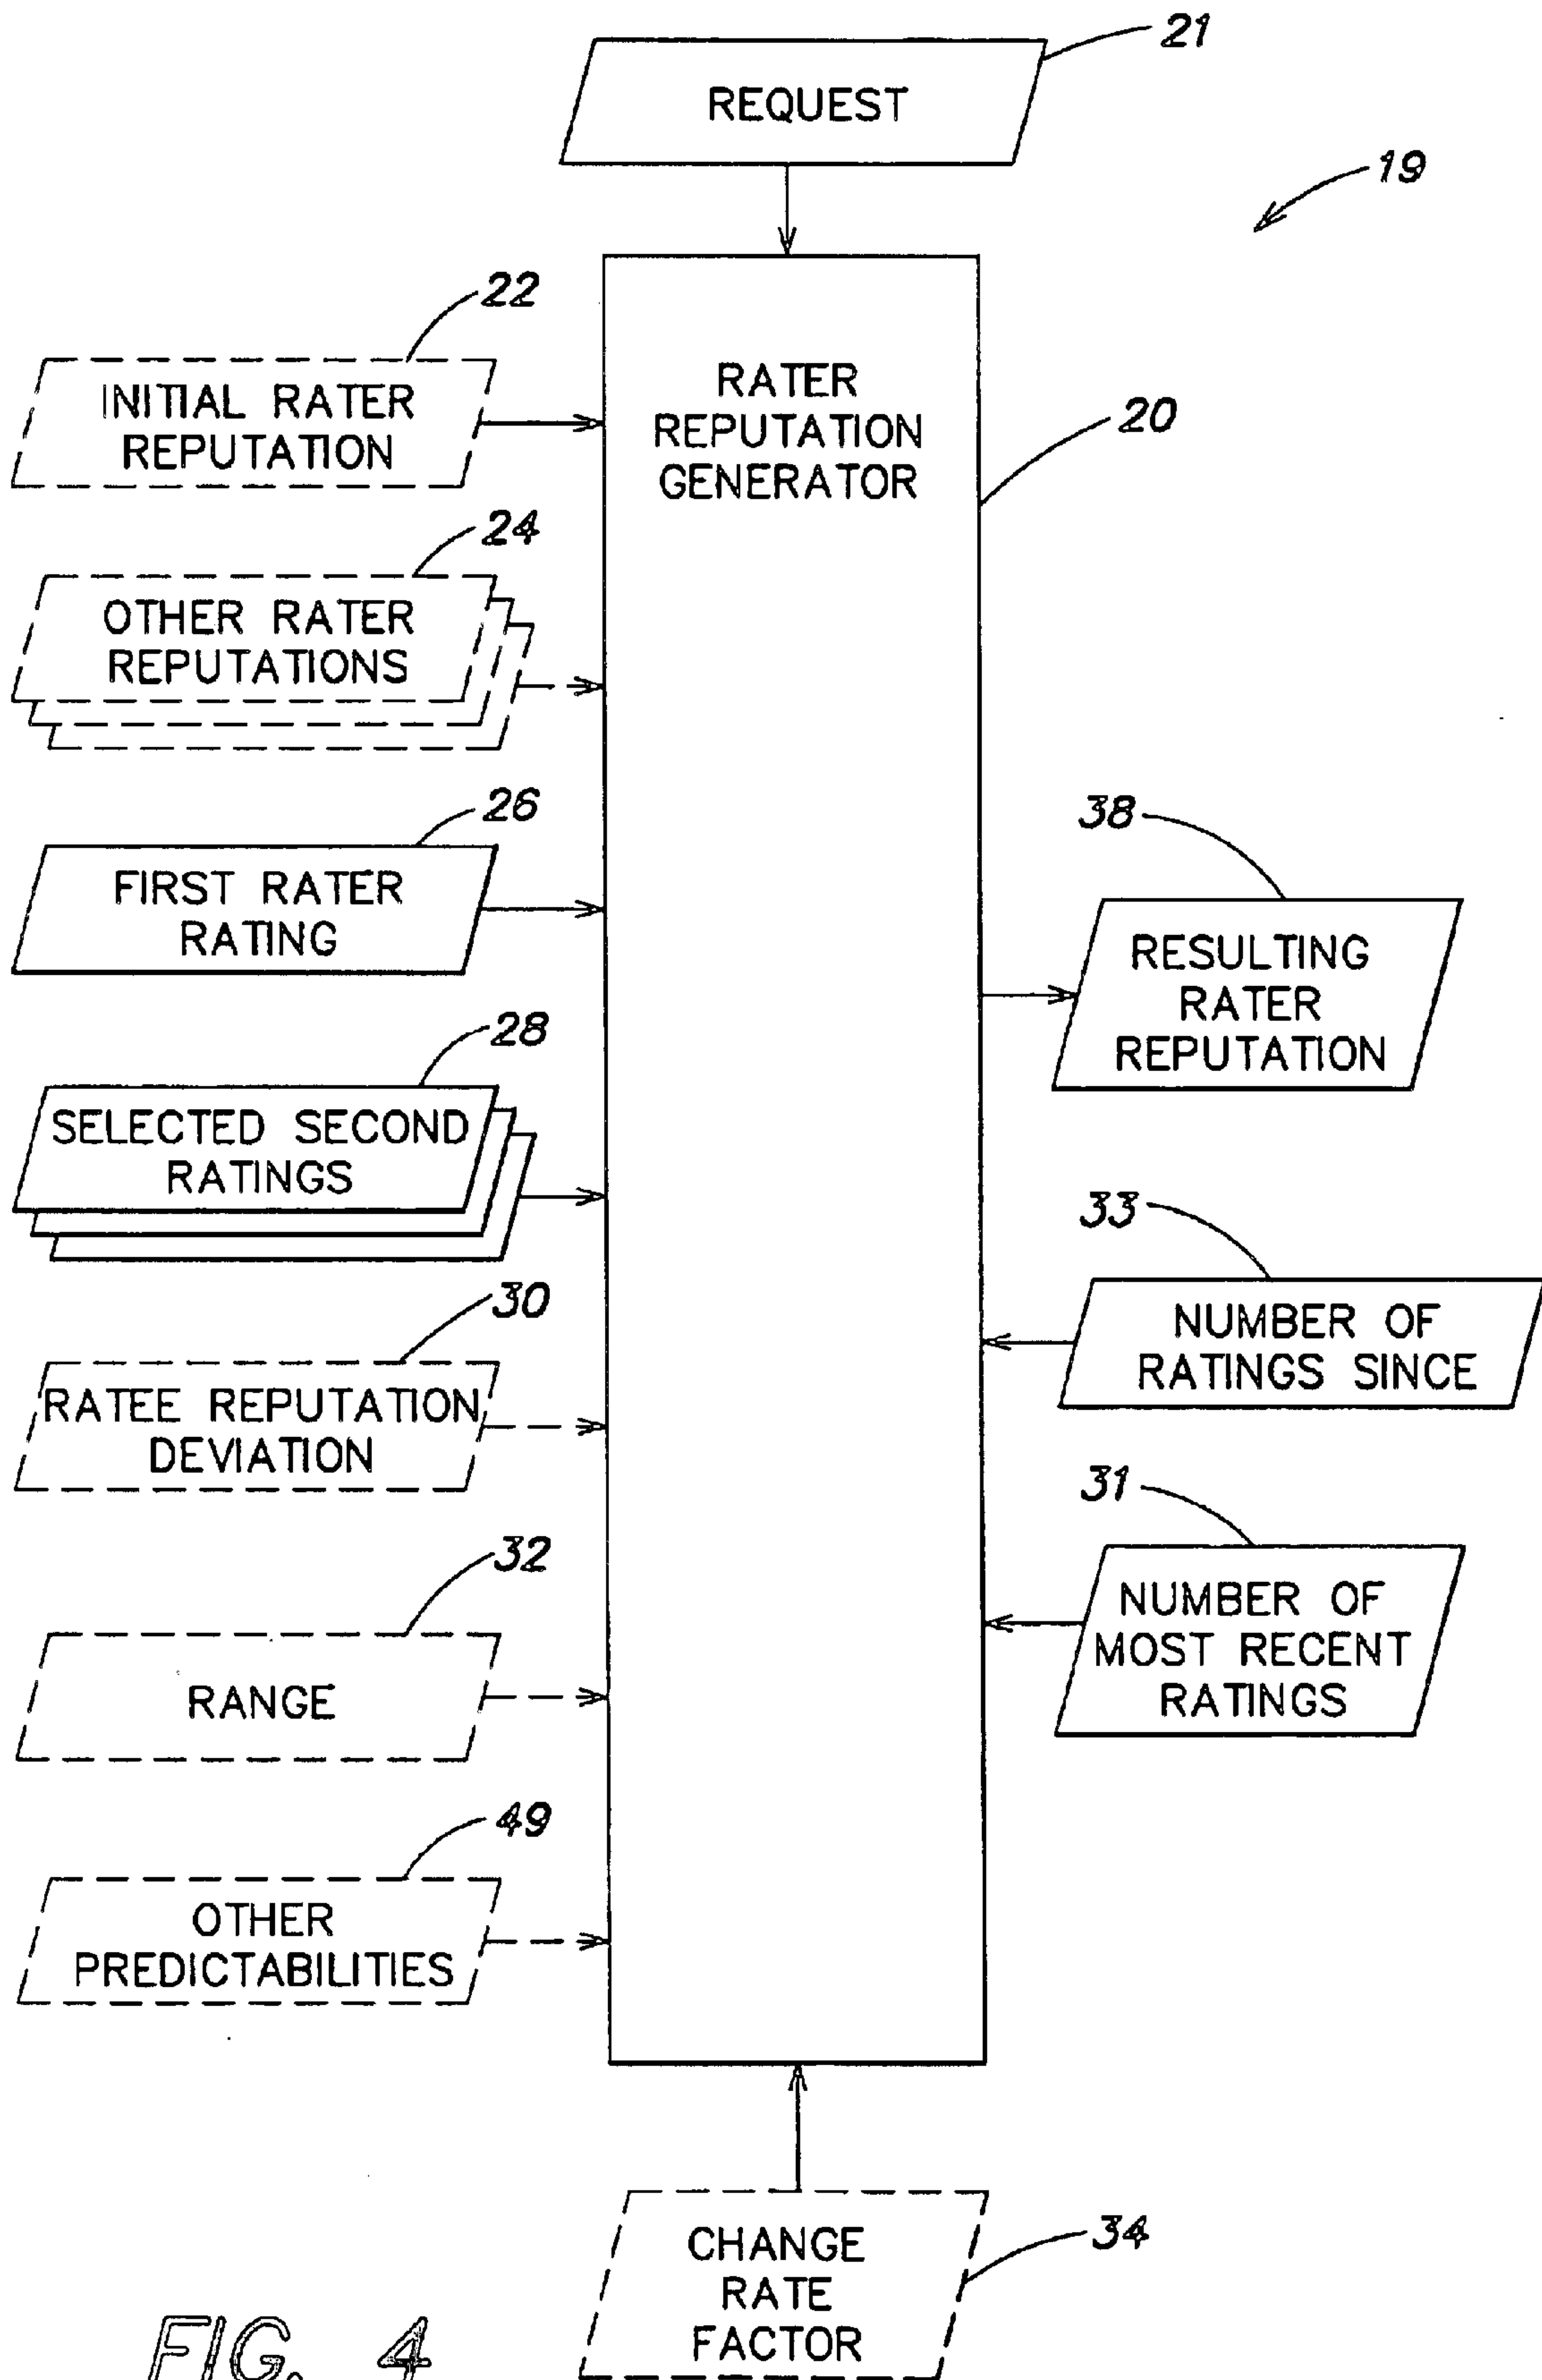 21
REQUEST
19
22
INITIAL RATER
REPUTATION
RATER
REPUTATION
GENERATOR
20
24
OTHER RATER
REPUTATIONS
26
FIRST RATER
RATING
38
RESULTING
RATER
REPUTATION
28
SELECTED SECOND
RATINGS
33
NUMBER OF
RATINGS SINCE
30
RATEE REPUTATION
DEVIATION
31
NUMBER OF
MOST RECENT
RATINGS
32
RANGE
49
OTHER
PREDICTABILITIES
34
CHANGE
RATE
FACTOR
FIG. 4